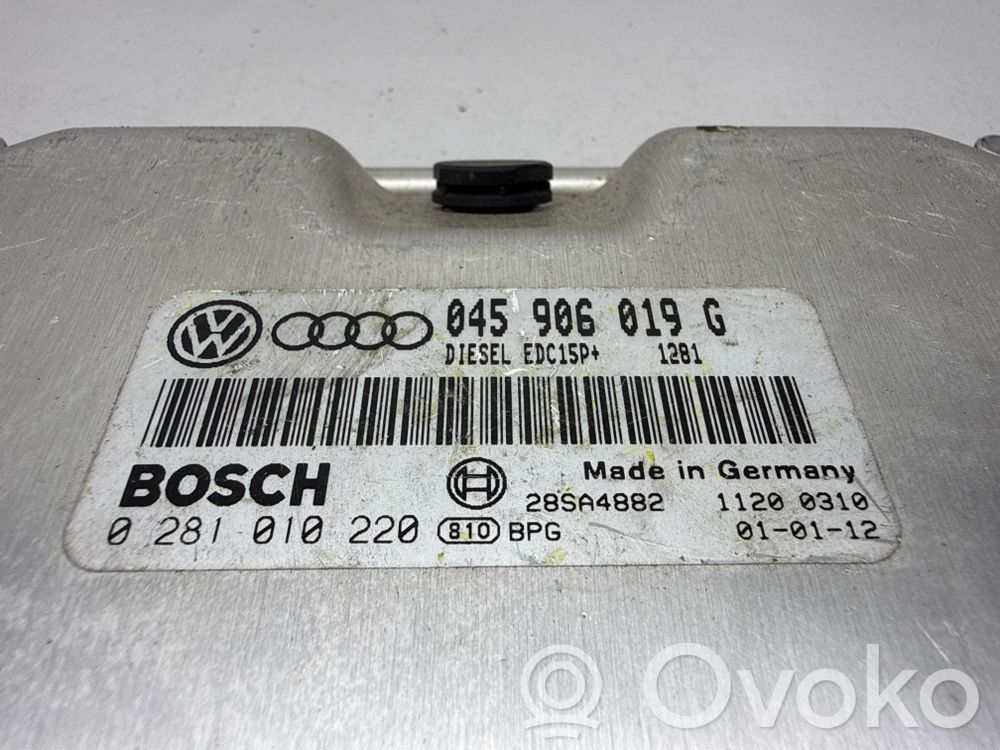 045 906 019 G
DIESEL EDC15P+ 1281
BOSCH
Made in Germany
28SA4882 1120 0310
0 281 010 220 810 BPG 01-01-12
Ovoko